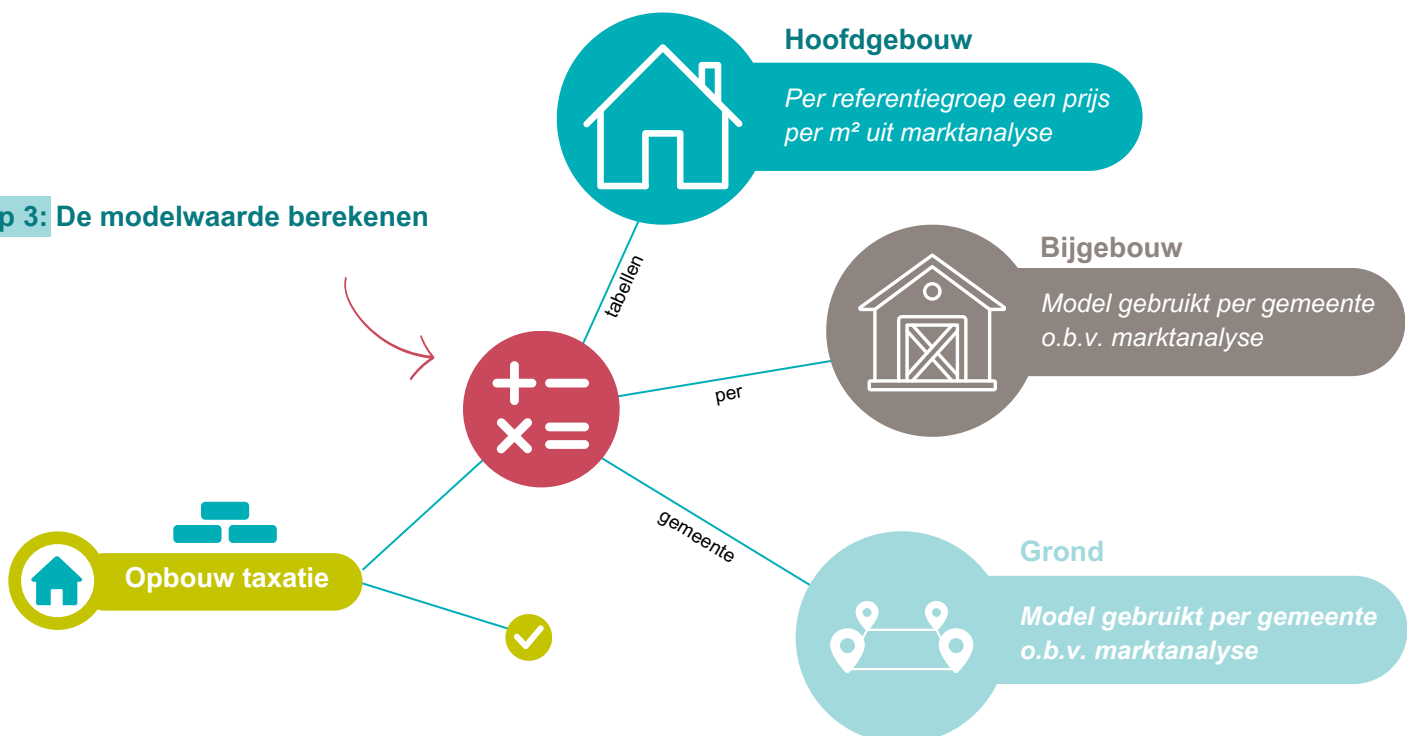 Hoofdgebouw
Per referentiegroep een prijs
per m² uit marktanalyse
p 3: De modelwaarde berekenen
tabellen
Bijgebouw
Model gebruikt per gemeente
o.b.v. marktanalyse
per
gemeente
Grond
Model gebruikt per gemeente
o.b.v. marktanalyse
Opbouw taxatie